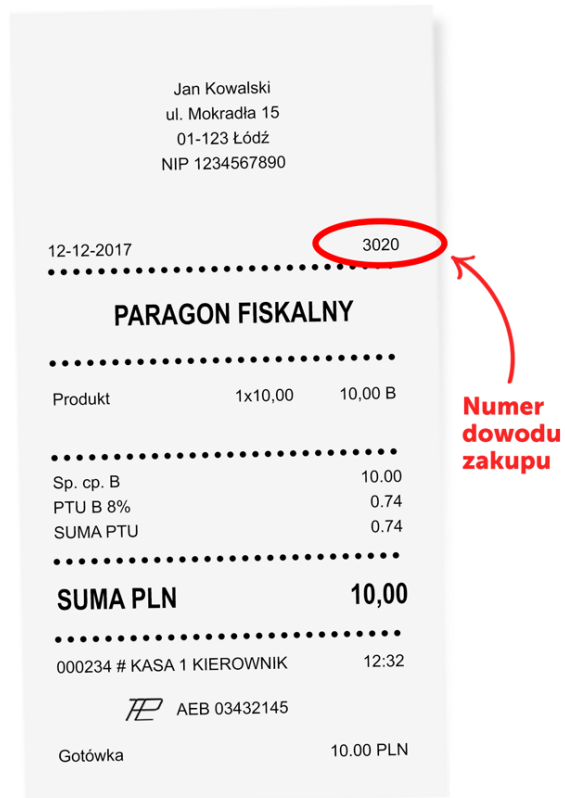 Jan Kowalski
ul. Mokradła 15
01-123 Łódź
NIP 1234567890
12-12-2017 3020
PARAGON FISKALNY
Produkt 1x10,00 10,00 B
Numer
dowodu
zakupu
Sp. cp. B 10.00
PTU B 8% 0.74
SUMA PTU 0.74
SUMA PLN 10,00
000234 # KASA 1 KIEROWNIK 12:32
AEB 03432145
Gotówka 10.00 PLN